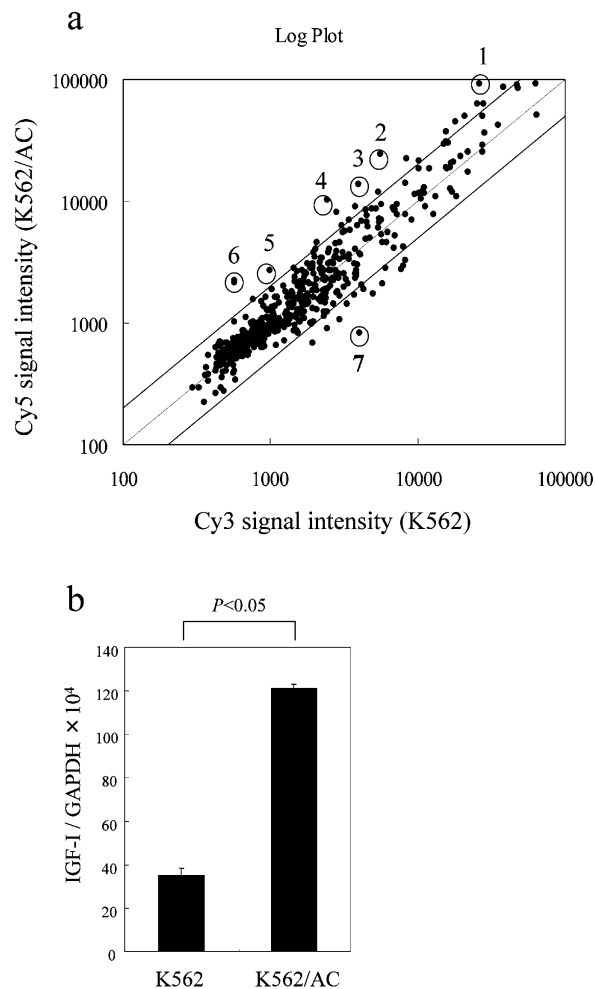 a
Log Plot
1
100000
2
3
4
10000
5
6
1000
7
100
100 1000 10000 100000
Cy5 signal intensity (K562/AC)
Cy3 signal intensity (K562)
b
P<0.05
140
120
100
80
60
40
20
0
IGF-I / GAPDH × 10⁴
K562 K562/AC